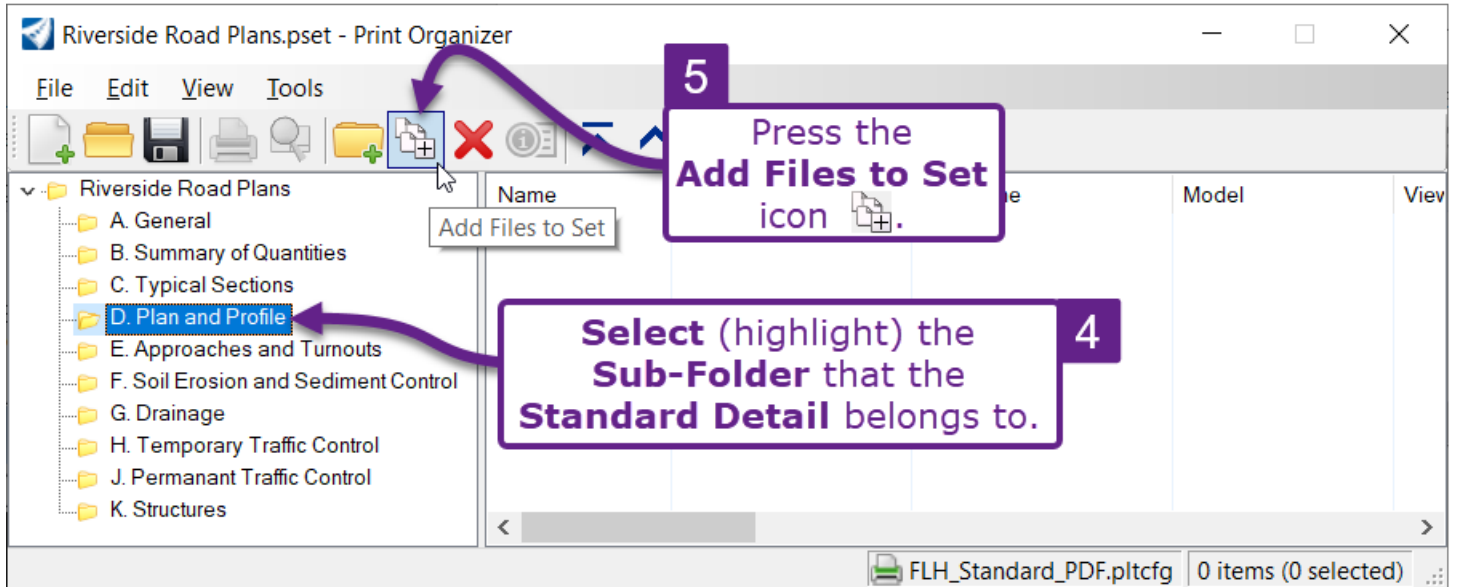 Riverside Road Plans.pset - Print Organizer
File Edit View Tools
5
Press the
Add Files to Set
icon .
Riverside Road Plans
A. General
B. Summary of Quantities
C. Typical Sections
D. Plan and Profile
E. Approaches and Turnouts
F. Soil Erosion and Sediment Control
G. Drainage
H. Temporary Traffic Control
J. Permanant Traffic Control
K. Structures
Add Files to Set
Name Model
4
Select (highlight) the
Sub-Folder that the
Standard Detail belongs to.
FLH_Standard_PDF.pltcfg 0 items (0 selected)